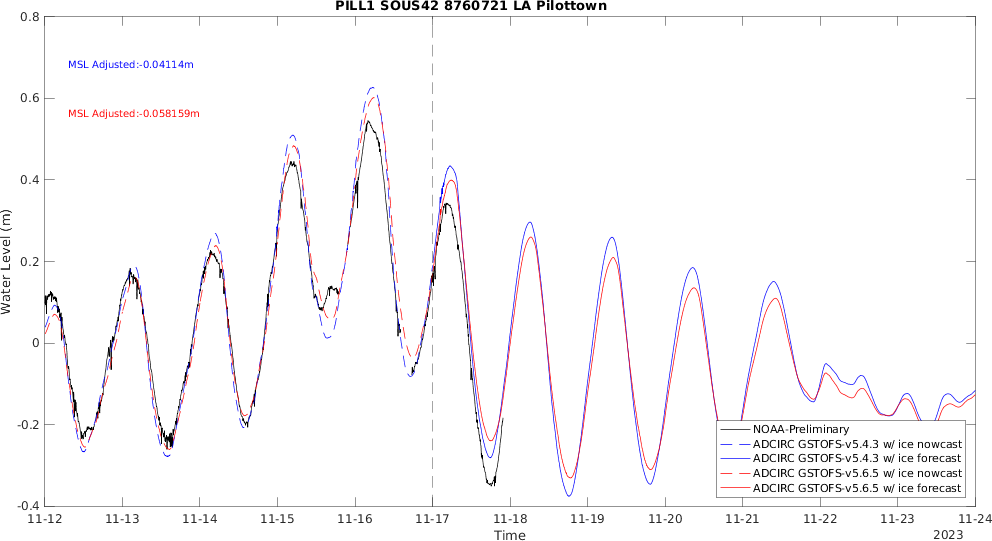 PILL1 SOUS42 8760721 LA Pilottown
MSL Adjusted:-0.04114m
MSL Adjusted:-0.058159m
Water Level (m)
0.8
0.6
0.4
0.2
0
-0.2
-0.4
NOAA-Preliminary
ADCIRC GSTOFS-v5.4.3 w/ ice nowcast
ADCIRC GSTOFS-v5.4.3 w/ ice forecast
ADCIRC GSTOFS-v5.6.5 w/ ice nowcast
ADCIRC GSTOFS-v5.6.5 w/ ice forecast
11-12 11-13 11-14 11-15 11-16 11-17 11-18 11-19 11-20 11-21 11-22 11-23 11-24
Time
2023